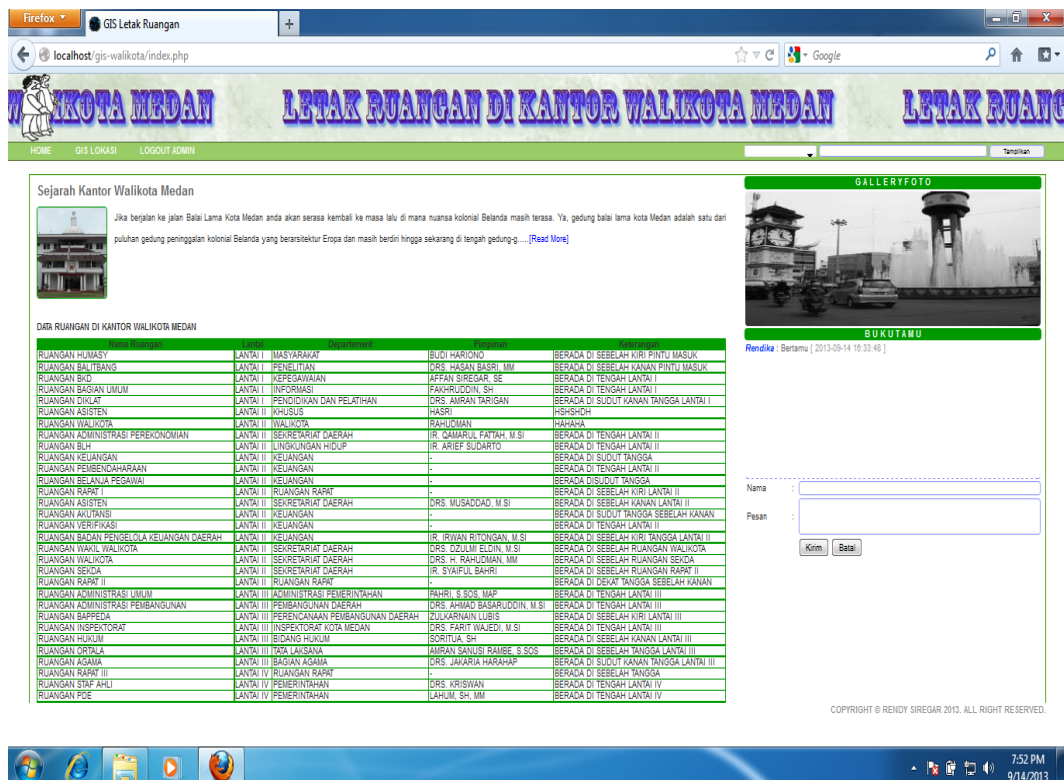 Firefox
GIS Letak Ruangan
localhost/gis-walikota/index.php
Google
IKOTA MEDAN LETAK RUANGAN DI KANTOR WALIKOTA MEDAN LETAK RUANG
HOME GIS LOKASI LOGOUT ADMIN
Tampilkan
Sejarah Kantor Walikota Medan
Jika berjalan ke jalan Balai Lama Kota Medan anda akan serasa kembali ke masa lalu di mana nuansa kolonial Belanda masih terasa. Ya, gedung balai lama kota Medan adalah satu dari
puluhan gedung peninggalan kolonial Belanda yang berarsitektur Eropa dan masih berdiri hingga sekarang di tengah gedung-g.....[Read More]
DATA RUANGAN DI KANTOR WALIKOTA MEDAN
Nama Ruangan Lantai Departement Pimpinan Keterangan
RUANGAN HUMASY LANTAI I MASYARAKAT BUDI HARIONO BERADA DI SEBELAH KIRI PINTU MASUK
RUANGAN BALITBANG LANTAI I PENELITIAN DRS. HASAN BASRI, MM BERADA DI SEBELAH KANAN PINTU MASUK
RUANGAN BKD LANTAI I KEPEGAWAIAN AFFAN SIREGAR, SE BERADA DI TENGAH LANTAI I
RUANGAN BAGIAN UMUM LANTAI I INFORMASI FAKHRUDDIN, SH BERADA DI TENGAH LANTAI I
RUANGAN DIKLAT LANTAI I PENDIDIKAN DAN PELATIHAN DRS. AMRAN TARIGAN BERADA DI SUDUT KANAN TANGGA LANTAI I
RUANGAN ASISTEN LANTAI II KHUSUS HASRI HSHSHDH
RUANGAN WALIKOTA LANTAI II WALIKOTA RAHUDMAN HAHAHA
RUANGAN ADMINISTRASI PEREKONOMIAN LANTAI II SEKRETARIAT DAERAH IR. QAMARUL FATTAH, M.SI BERADA DI TENGAH LANTAI II
RUANGAN BLH LANTAI II LINGKUNGAN HIDUP IR. ARIEF SUDARTO BERADA DI TENGAH LANTAI II
RUANGAN KEUANGAN LANTAI II KEUANGAN - BERADA DI SUDUT TANGGA
RUANGAN PEMBENDAHARAAN LANTAI II KEUANGAN - BERADA DI TENGAH LANTAI II
RUANGAN BELANJA PEGAWAI LANTAI II KEUANGAN - BERADA DISUDUT TANGGA
RUANGAN RAPAT I LANTAI II RUANGAN RAPAT - BERADA DI SEBELAH KIRI LANTAI II
RUANGAN ASISTEN LANTAI II SEKRETARIAT DAERAH DRS. MUSADDAD, M.SI BERADA DI SEBELAH KANAN LANTAI II
RUANGAN AKUTANSI LANTAI II KEUANGAN - BERADA DI SUDUT TANGGA SEBELAH KANAN
RUANGAN VERIFIKASI LANTAI II KEUANGAN - BERADA DI TENGAH LANTAI II
RUANGAN BADAN PENGELOLA KEUANGAN DAERAH LANTAI II KEUANGAN IR. IRWAN RITONGAN, M.SI BERADA DI SEBELAH KIRI TANGGA LANTAI II
RUANGAN WAKIL WALIKOTA LANTAI II SEKRETARIAT DAERAH DRS. DZULMI ELDIN, M.SI BERADA DI SEBELAH RUANGAN WALIKOTA
RUANGAN WALIKOTA LANTAI II SEKRETARIAT DAERAH DRS. H. RAHUDMAN, MM BERADA DI SEBELAH RUANGAN SEKDA
RUANGAN SEKDA LANTAI II SEKRETARIAT DAERAH IR. SYAIFUL BAHRI BERADA DI SEBELAH RUANGAN RAPAT II
RUANGAN RAPAT II LANTAI II RUANGAN RAPAT - BERADA DI DEKAT TANGGA SEBELAH KANAN
RUANGAN ADMINISTRASI UMUM LANTAI III ADMINISTRASI PEMERINTAHAN PAHRI, S.SOS, MAP BERADA DI TENGAH LANTAI III
RUANGAN ADMINISTRASI PEMBANGUNAN LANTAI III PEMBANGUNAN DAERAH DRS. AHMAD BASARUDDIN, M.SI BERADA DI TENGAH LANTAI III
RUANGAN BAPPEDA LANTAI III PERENCANAAN PEMBANGUNAN DAERAH ZULKARNAIN LUBIS BERADA DI SEBELAH KIRI LANTAI III
RUANGAN INSPEKTORAT LANTAI III INSPEKTORAT KOTA MEDAN DRS. FARIT WAJEDI, M.SI BERADA DI TENGAH LANTAI III
RUANGAN HUKUM LANTAI III BIDANG HUKUM SORITUA, SH BERADA DI SEBELAH KANAN LANTAI III
RUANGAN ORTALA LANTAI III TATA LAKSANA AMRAN SANUSI RAMBE, S.SOS BERADA DI SEBELAH TANGGA LANTAI III
RUANGAN AGAMA LANTAI III BAGIAN AGAMA DRS. JAKARIA HARAHAP BERADA DI SUDUT KANAN TANGGA LANTAI III
RUANGAN RAPAT III LANTAI IV RUANGAN RAPAT - BERADA DI SEBELAH TANGGA
RUANGAN STAF AHLI LANTAI IV PEMERINTAHAN DRS. KRISWAN BERADA DI TENGAH LANTAI IV
RUANGAN PDE LANTAI IV PEMERINTAHAN LAHUM, SH, MM BERADA DI TENGAH LANTAI IV
GALLERYFOTO
BUKUTAMU
Rendika : Bertamu [ 2013-09-14 16:33:48 ]
Nama :
Pesan :
Kirim Batal
COPYRIGHT © RENDY SIREGAR 2013. ALL RIGHT RESERVED.
7:52 PM
9/14/2013